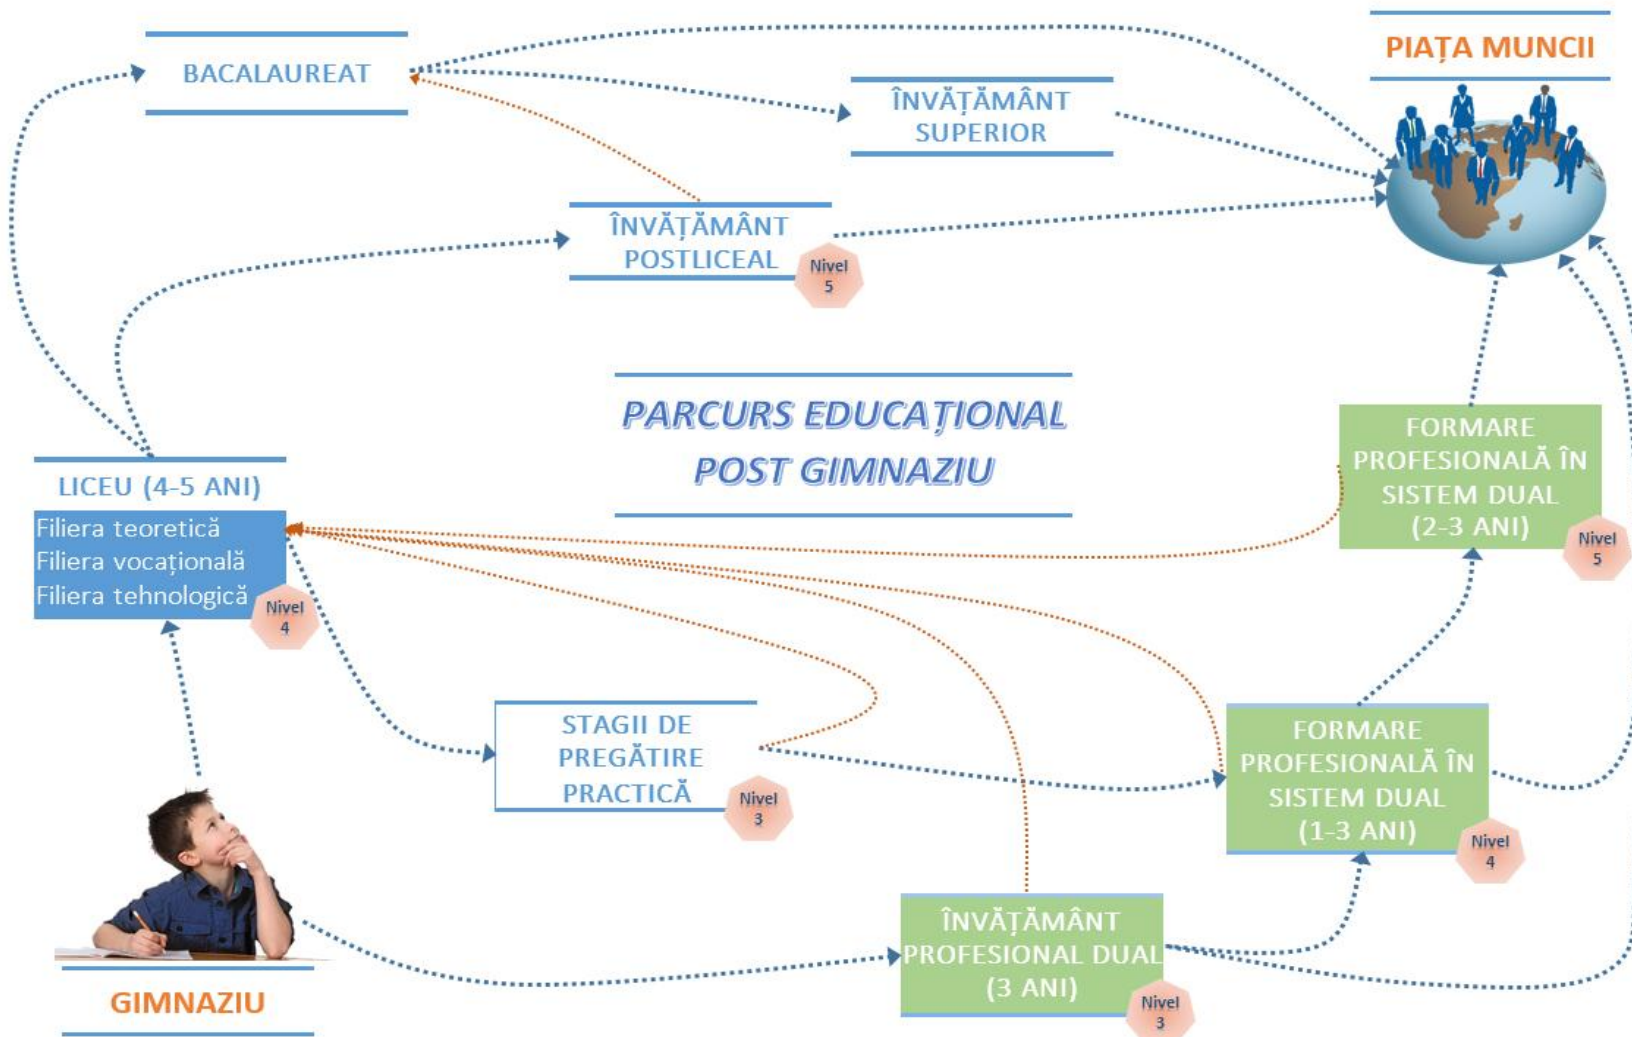 BACALAUREAT
PIAȚA MUNCII
ÎNVĂȚĂMÂNT
SUPERIOR
ÎNVĂȚĂMÂNT
POSTLICEAL
Nivel
5
PARCURS EDUCAȚIONAL
POST GIMNAZIU
LICEU (4-5 ANI)
Filiera teoretică
Filiera vocațională
Filiera tehnologică
Nivel
4
FORMARE
PROFESIONALĂ ÎN
SISTEM DUAL
(2-3 ANI)
Nivel
5
STAGII DE
PREGĂTIRE
PRACTICĂ
Nivel
3
FORMARE
PROFESIONALĂ ÎN
SISTEM DUAL
(1-3 ANI)
Nivel
4
ÎNVĂȚĂMÂNT
PROFESIONAL DUAL
(3 ANI)
Nivel
3
GIMNAZIU